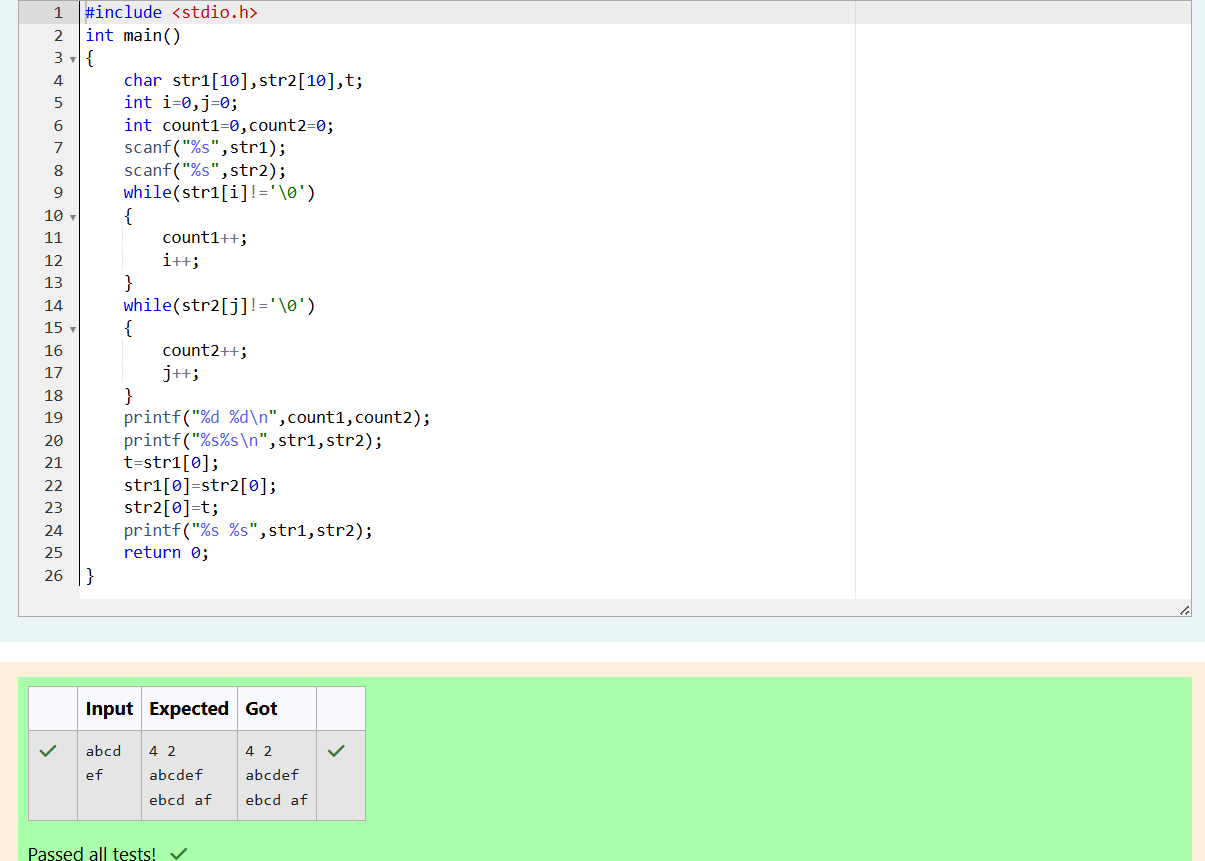 1 #include <stdio.h>
2 int main()
3 {
4     char str1[10],str2[10],t;
5     int i=0,j=0;
6     int count1=0,count2=0;
7     scanf("%s",str1);
8     scanf("%s",str2);
9     while(str1[i]!='\0')
10     {
11         count1++;
12         i++;
13     }
14     while(str2[j]!='\0')
15     {
16         count2++;
17         j++;
18     }
19     printf("%d %d\n",count1,count2);
20     printf("%s%s\n",str1,str2);
21     t=str1[0];
22     str1[0]=str2[0];
23     str2[0]=t;
24     printf("%s %s",str1,str2);
25     return 0;
26 }
Input Expected Got
abcd 4 2 4 2
ef abcdef abcdef
ebcd af ebcd af
Passed all tests!